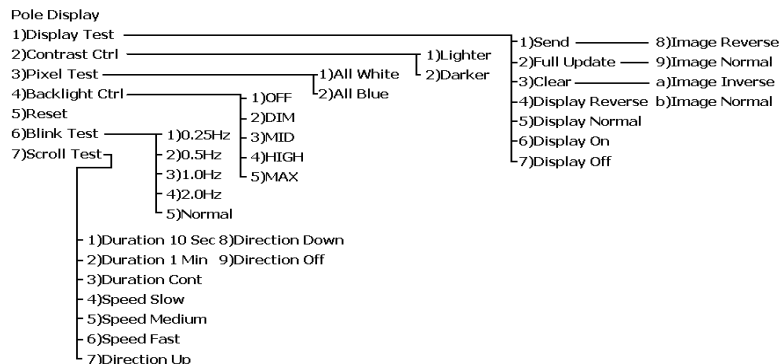 Pole Display
1)Display Test
2)Contrast Ctrl
3)Pixel Test
4)Backlight Ctrl
5)Reset
6)Blink Test
7)Scroll Test
1)Send
2)Full Update
3)Clear
4)Display Reverse
5)Display Normal
6)Display On
7)Display Off
8)Image Reverse
9)Image Normal
a)Image Inverse
b)Image Normal
1)Lighter
2)Darker
1)All White
2)All Blue
1)OFF
2)DIM
3)MID
4)HIGH
5)MAX
1)0.25Hz
2)0.5Hz
3)1.0Hz
4)2.0Hz
5)Normal
1)Duration 10 Sec
2)Duration 1 Min
3)Duration Cont
4)Speed Slow
5)Speed Medium
6)Speed Fast
7)Direction Up
8)Direction Down
9)Direction Off